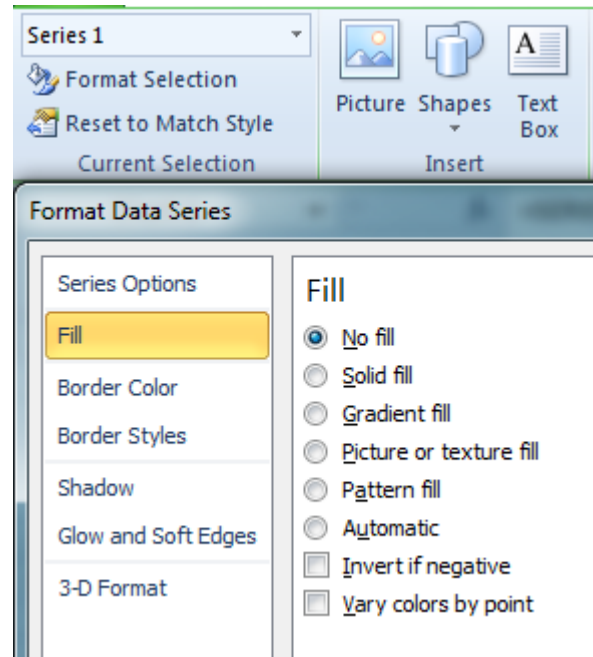 Series 1
Format Selection
Reset to Match Style
Current Selection
Picture
Shapes
Text
Box
Insert
Format Data Series
Series Options
Fill
Border Color
Border Styles
Shadow
Glow and Soft Edges
3-D Format
Fill
No fill
Solid fill
Gradient fill
Picture or texture fill
Pattern fill
Automatic
Invert if negative
Vary colors by point